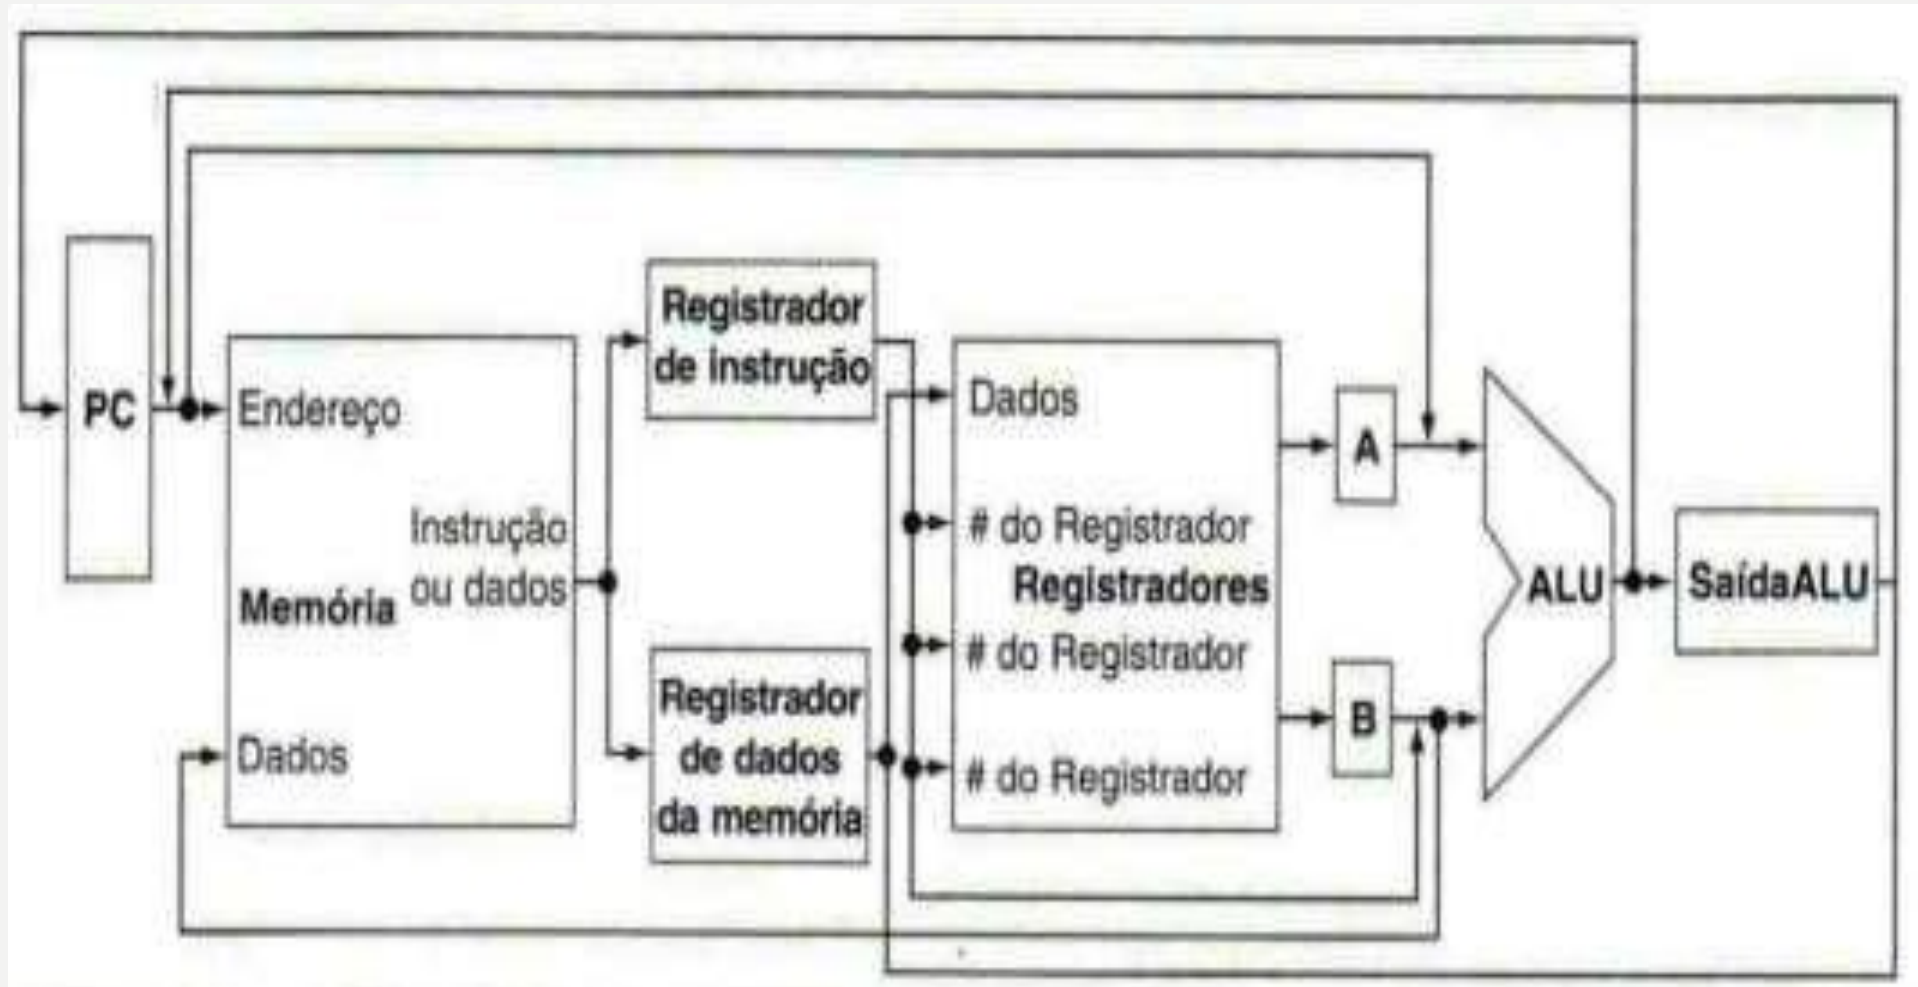 PC
Endereço
Instrução
ou dados
Memória
Dados
Registrador
de instrução
Registrador
de dados
da memória
Dados
# do Registrador
Registradores
# do Registrador
# do Registrador
A
B
ALU
SaídaALU